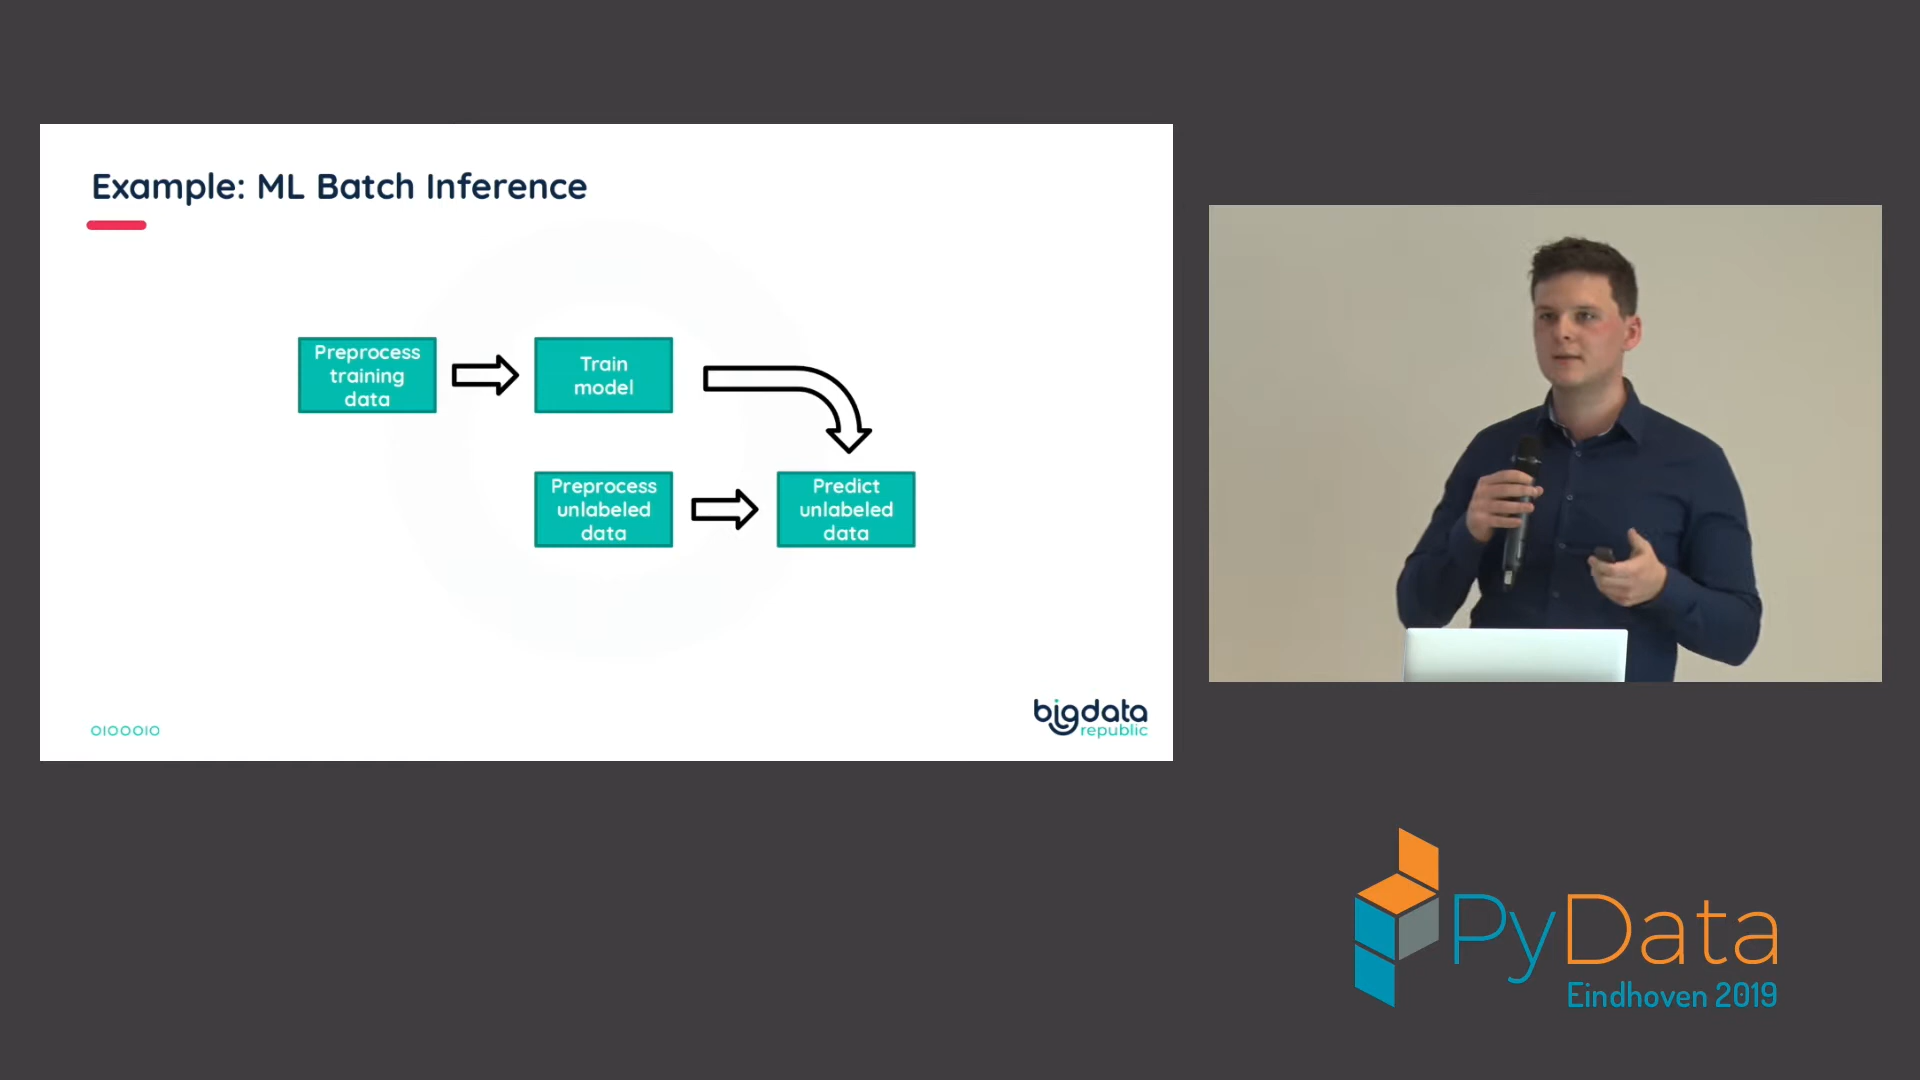 Example: ML Batch Inference
Preprocess
training
data
Train
model
Preprocess
unlabeled
data
Predict
unlabeled
data
0100010
bigdata
republic
PyData
Eindhoven 2019